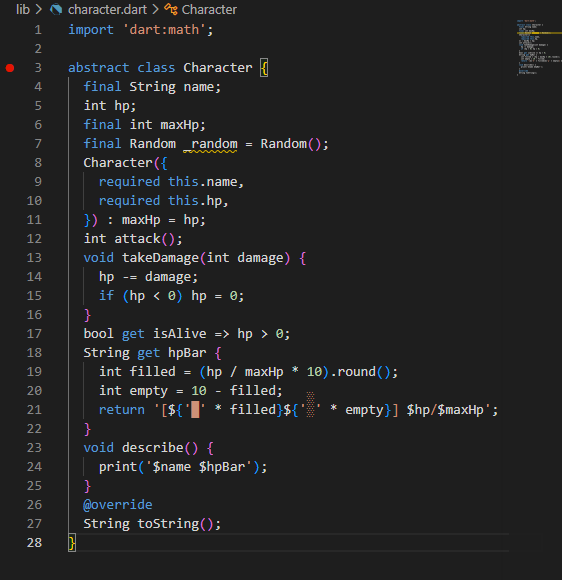 lib > character.dart > Character
1 import 'dart:math';
2
3 abstract class Character {
4   final String name;
5   int hp;
6   final int maxHp;
7   final Random _random = Random();
8   Character({
9     required this.name,
10     required this.hp,
11   }) : maxHp = hp;
12   int attack();
13   void takeDamage(int damage) {
14     hp -= damage;
15     if (hp < 0) hp = 0;
16   }
17   bool get isAlive => hp > 0;
18   String get hpBar {
19     int filled = (hp / maxHp * 10).round();
20     int empty = 10 - filled;
21     return '[${'█' * filled}${'░' * empty}] $hp/$maxHp';
22   }
23   void describe() {
24     print('$name $hpBar');
25   }
26   @override
27   String toString();
28 }